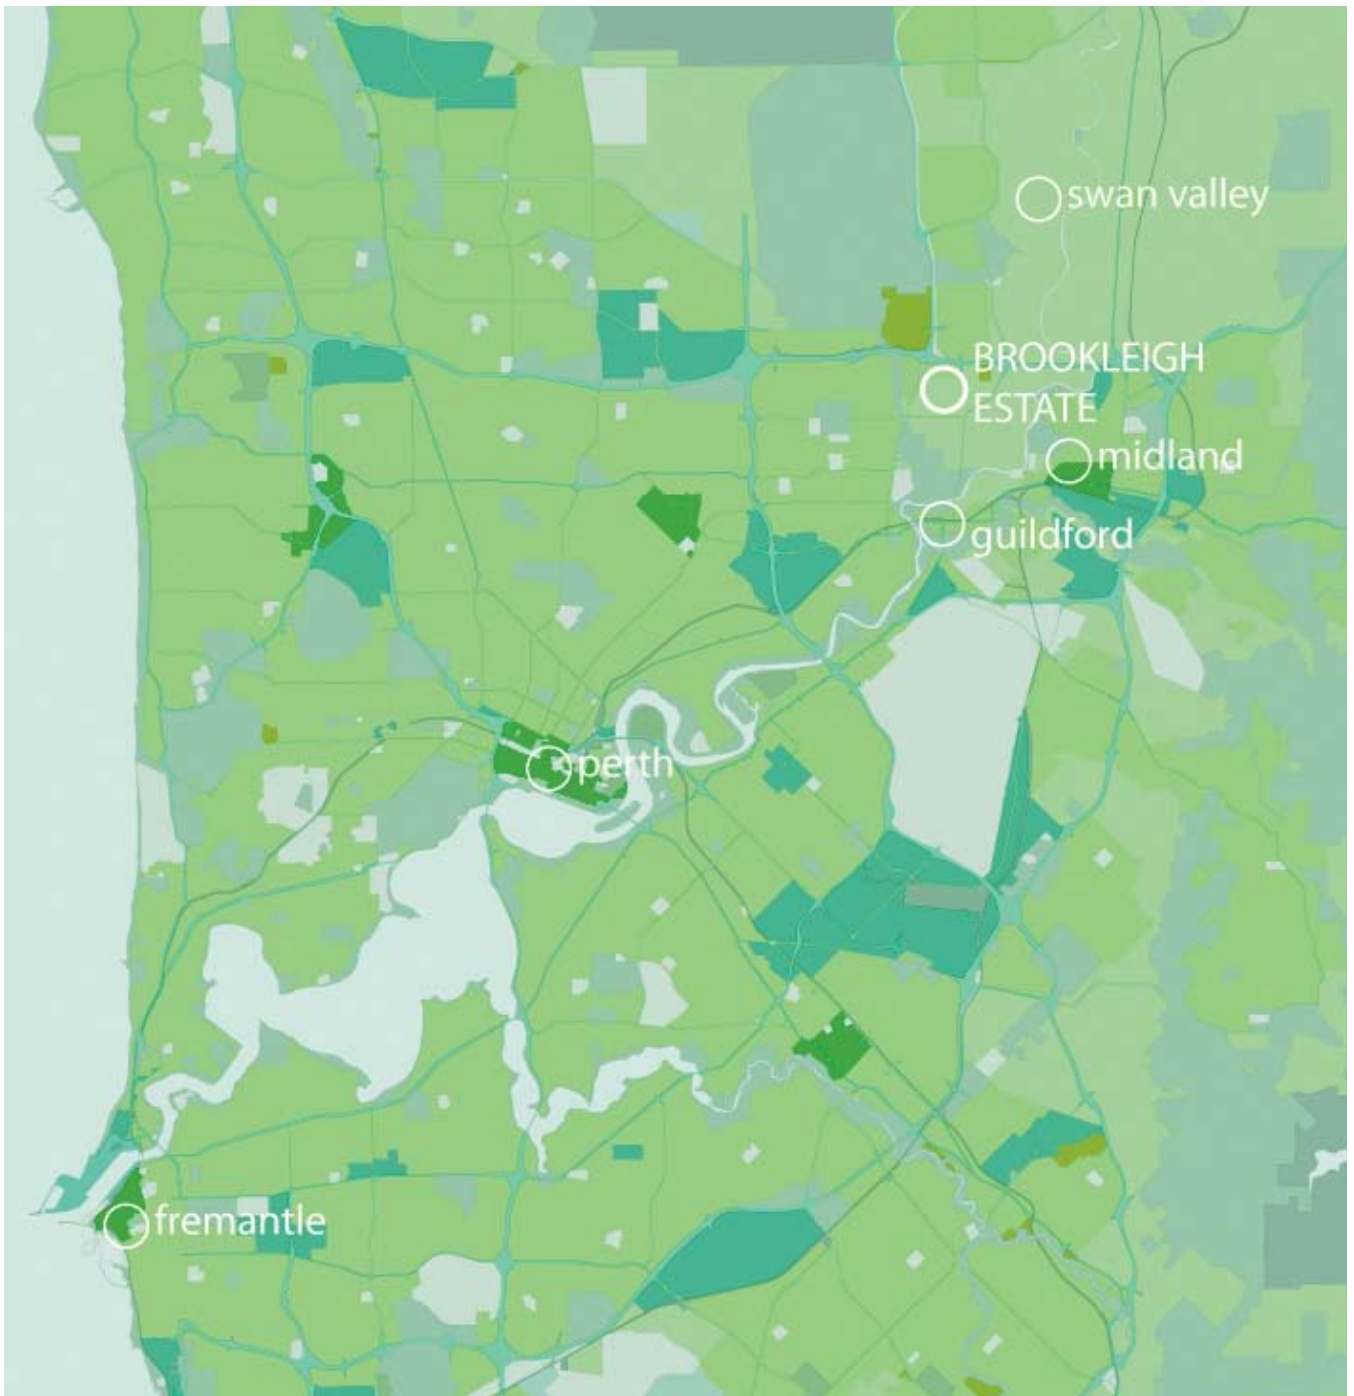 swan valley
BROOKLEIGH
ESTATE
midland
guildford
perth
fremantle